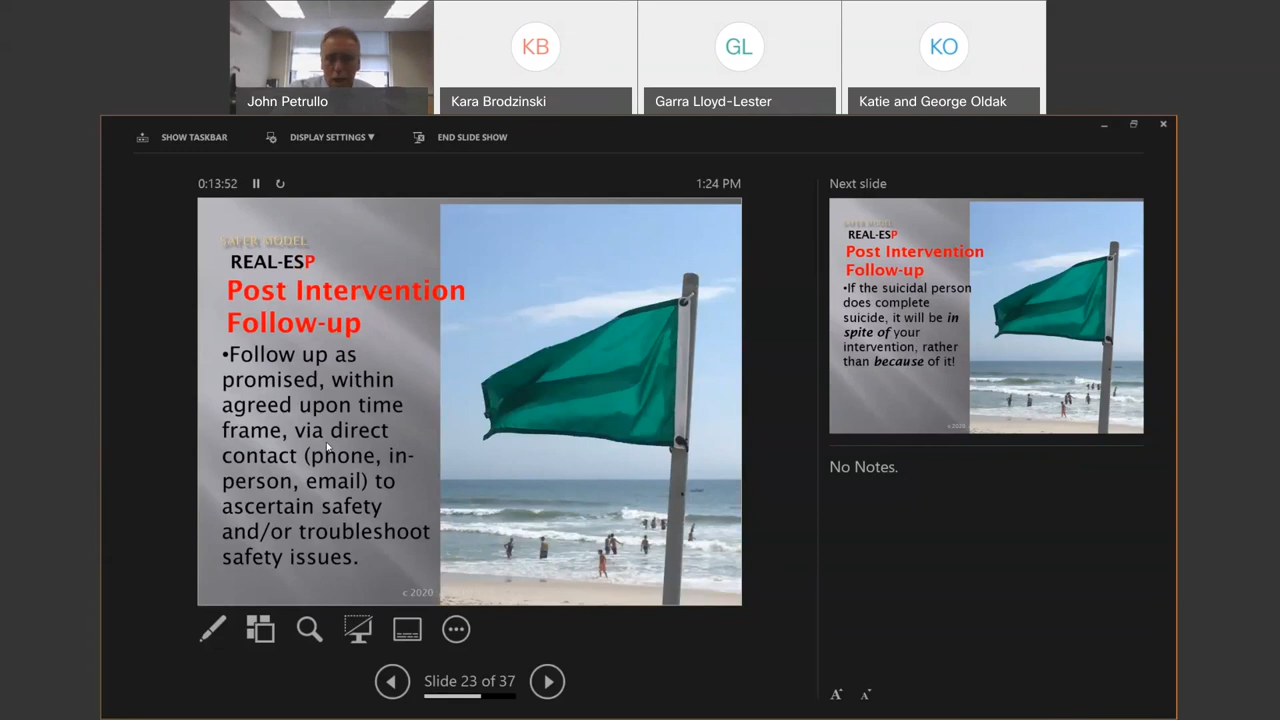 KB
GL
KO
John Petrullo
Kara Brodzinski
Garra Lloyd-Lester
Katie and George Oldak
SHOW TASKBAR
DISPLAY SETTINGS ▼
END SLIDE SHOW
0:13:52
1:24 PM
SAFER MODEL
REAL-ESP
Post Intervention
Follow-up
•Follow up as
promised, within
agreed upon time
frame, via direct
contact (phone, in-
person, email) to
ascertain safety
and/or troubleshoot
safety issues.
c 2020
Slide 23 of 37
Next slide
SAFER MODEL
REAL-ESP
Post Intervention
Follow-up
•If the suicidal person
does complete
suicide, it will be in
spite of your
intervention, rather
than because of it!
c 2020
No Notes.
A
A